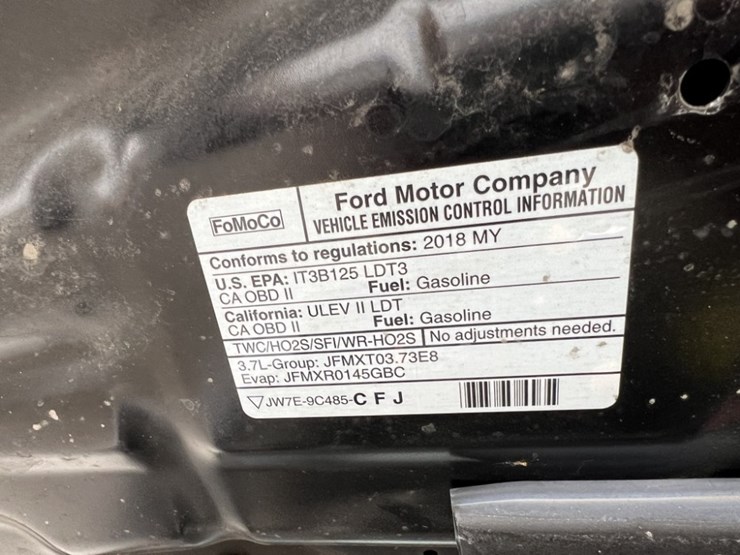 FoMoCo
Ford Motor Company
VEHICLE EMISSION CONTROL INFORMATION
Conforms to regulations: 2018 MY
U.S. EPA: IT3B125 LDT3
CA OBD II Fuel: Gasoline
California: ULEV II LDT
CA OBD II Fuel: Gasoline
TWC/HO2S/SFI/WR-HO2S No adjustments needed.
3.7L-Group: JFMXT03.73E8
Evap: JFMXR0145GBC
JW7E-9C485-C F J